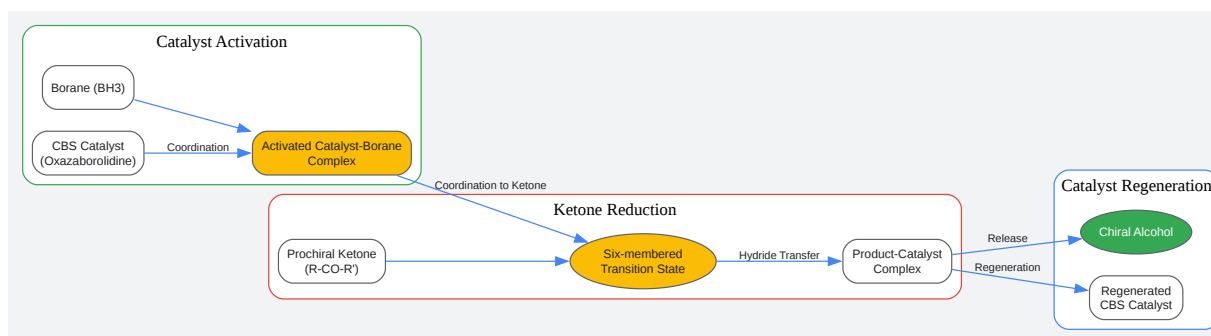 Catalyst Activation
Borane (BH3)
CBS Catalyst
(Oxazaborolidine)
Coordination
Activated Catalyst-Borane
Complex
Coordination to Ketone
Ketone Reduction
Prochiral Ketone
(R-CO-R')
Six-membered
Transition State
Hydride Transfer
Product-Catalyst
Complex
Release
Regeneration
Catalyst Regeneration
Chiral Alcohol
Regenerated
CBS Catalyst